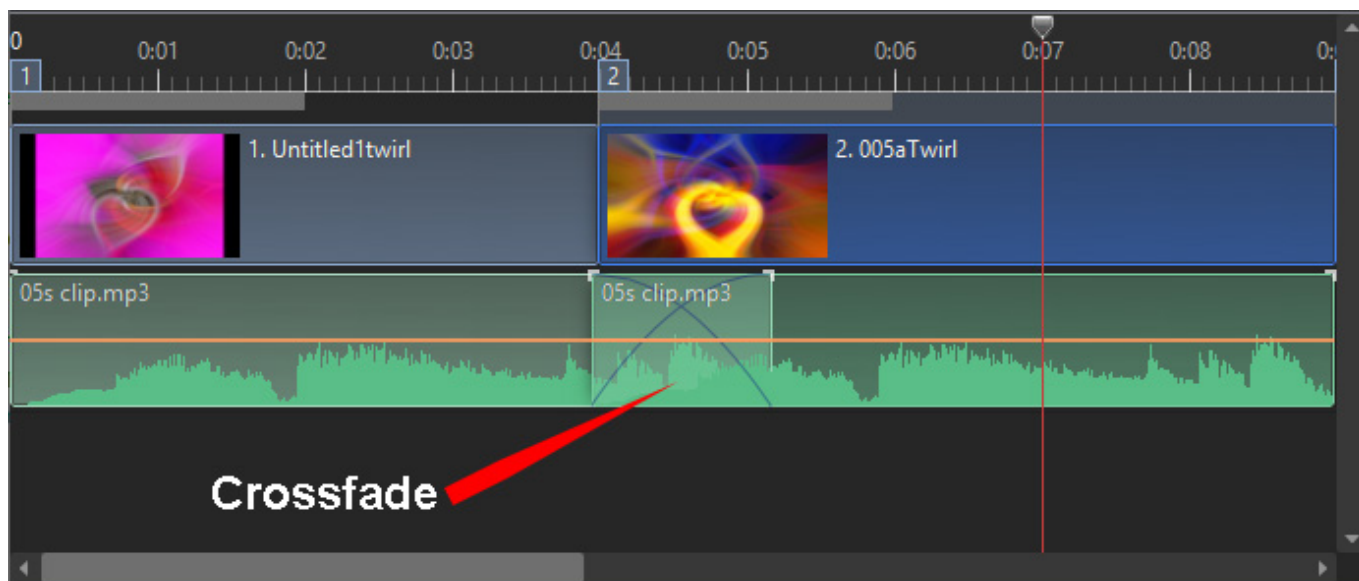 0 0:01 0:02 0:03 0:04 0:05 0:06 0:07 0:08 0:
1 2
1. Untitled1twirl 2. 005aTwirl
05s clip.mp3 05s clip.mp3
Crossfade